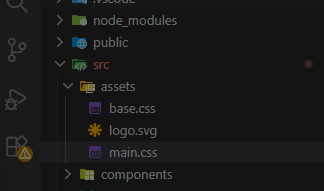 .vscode
node_modules
public
src
assets
base.css
logo.svg
main.css
components